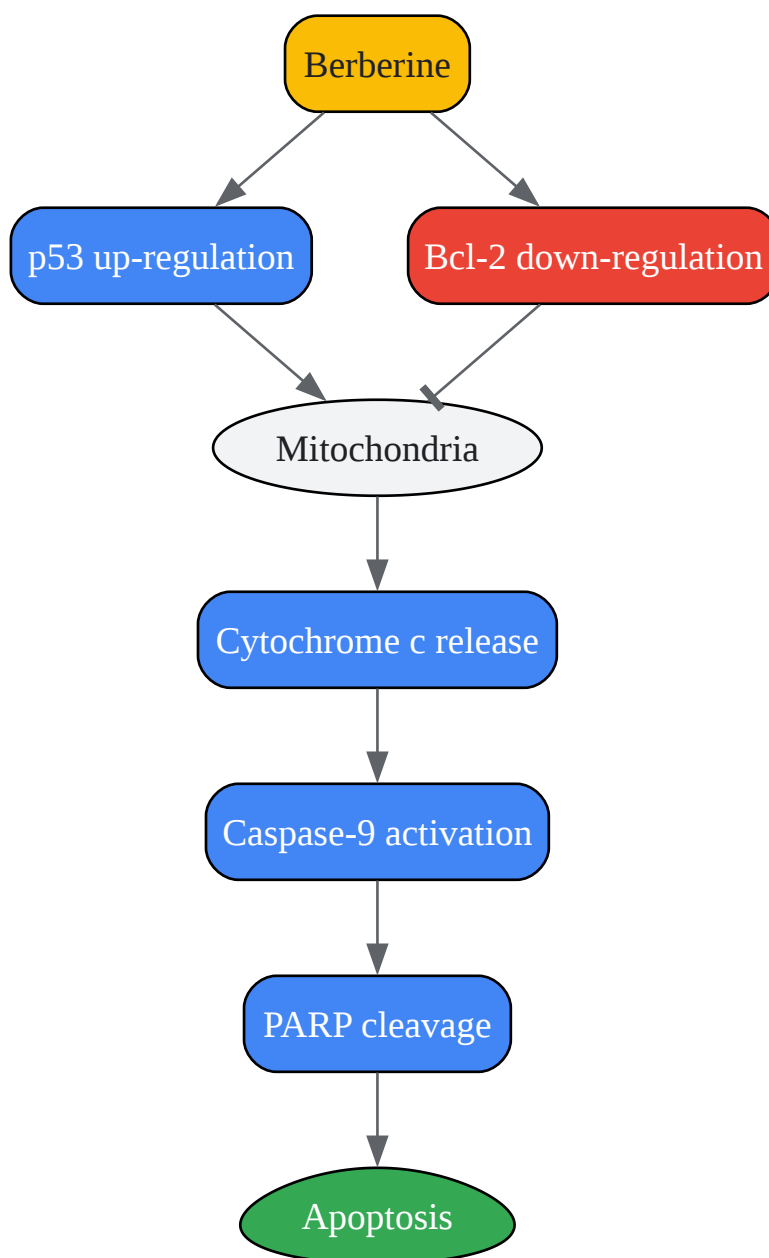 Berberine
p53 up-regulation
Bcl-2 down-regulation
Mitochondria
Cytochrome c release
Caspase-9 activation
PARP cleavage
Apoptosis